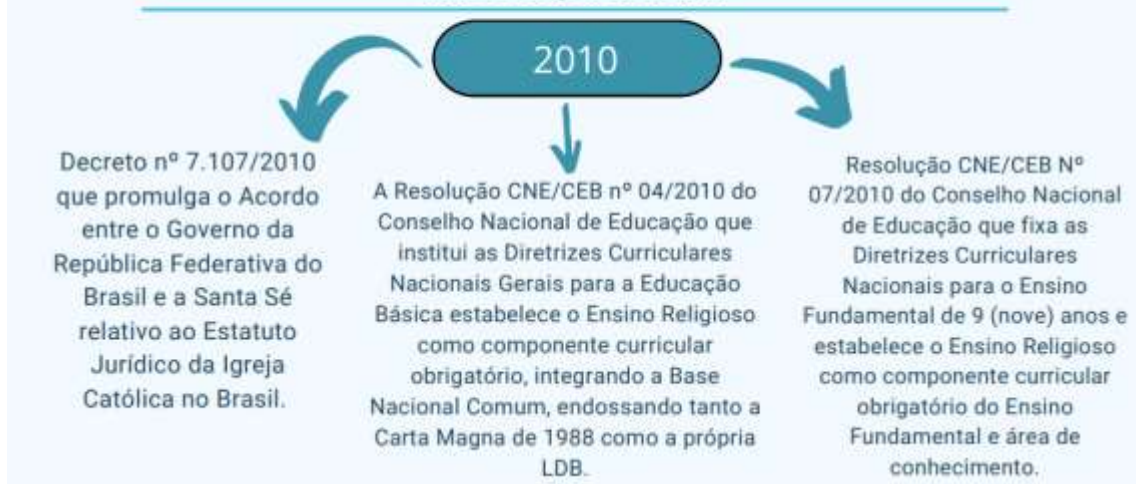 2010
Decreto nº 7.107/2010
que promulga o Acordo
entre o Governo da
República Federativa do
Brasil e a Santa Sé
relativo ao Estatuto
Jurídico da Igreja
Católica no Brasil.
A Resolução CNE/CEB nº 04/2010 do
Conselho Nacional de Educação que
institui as Diretrizes Curriculares
Nacionais Gerais para a Educação
Básica estabelece o Ensino Religioso
como componente curricular
obrigatório, integrando a Base
Nacional Comum, endossando tanto a
Carta Magna de 1988 como a própria
LDB.
Resolução CNE/CEB Nº
07/2010 do Conselho Nacional
de Educação que fixa as
Diretrizes Curriculares
Nacionais para o Ensino
Fundamental de 9 (nove) anos e
estabelece o Ensino Religioso
como componente curricular
obrigatório do Ensino
Fundamental e área de
conhecimento.